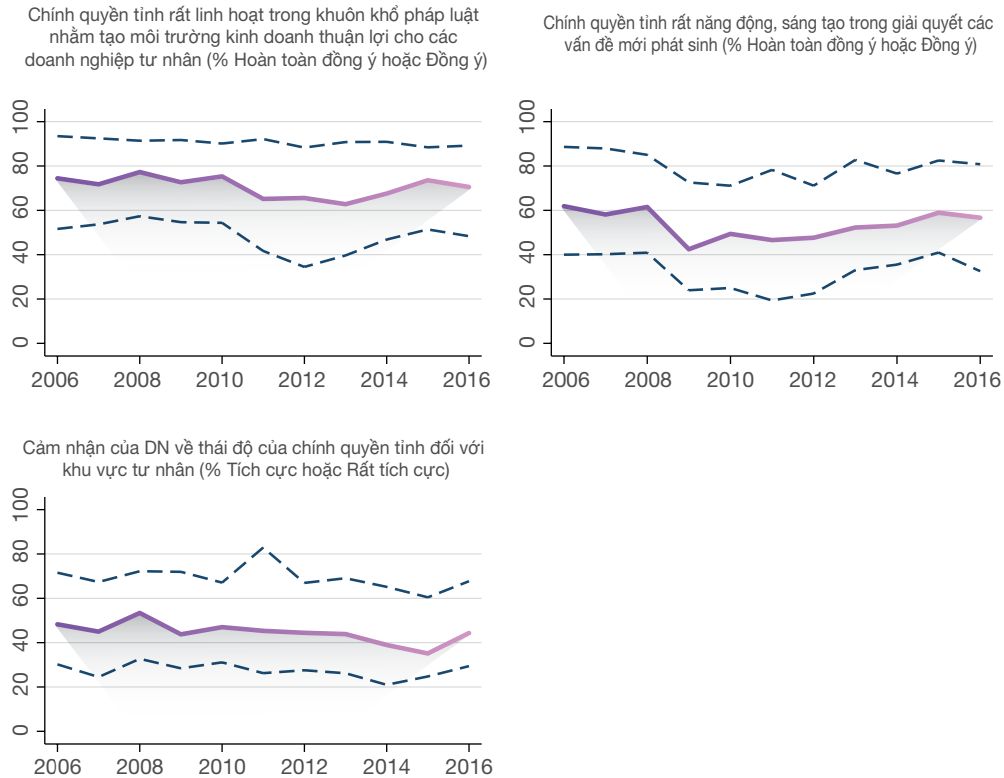 Chính quyền tỉnh rất linh hoạt trong khuôn khổ pháp luật
nhằm tạo môi trường kinh doanh thuận lợi cho các
doanh nghiệp tư nhân (% Hoàn toàn đồng ý hoặc Đồng ý)
100
80
60
40
20
0
2006 2008 2010 2012 2014 2016
Chính quyền tỉnh rất năng động, sáng tạo trong giải quyết các
vấn đề mới phát sinh (% Hoàn toàn đồng ý hoặc Đồng ý)
100
80
60
40
20
0
2006 2008 2010 2012 2014 2016
Cảm nhận của DN về thái độ của chính quyền tỉnh đối với
khu vực tư nhân (% Tích cực hoặc Rất tích cực)
100
80
60
40
20
0
2006 2008 2010 2012 2014 2016